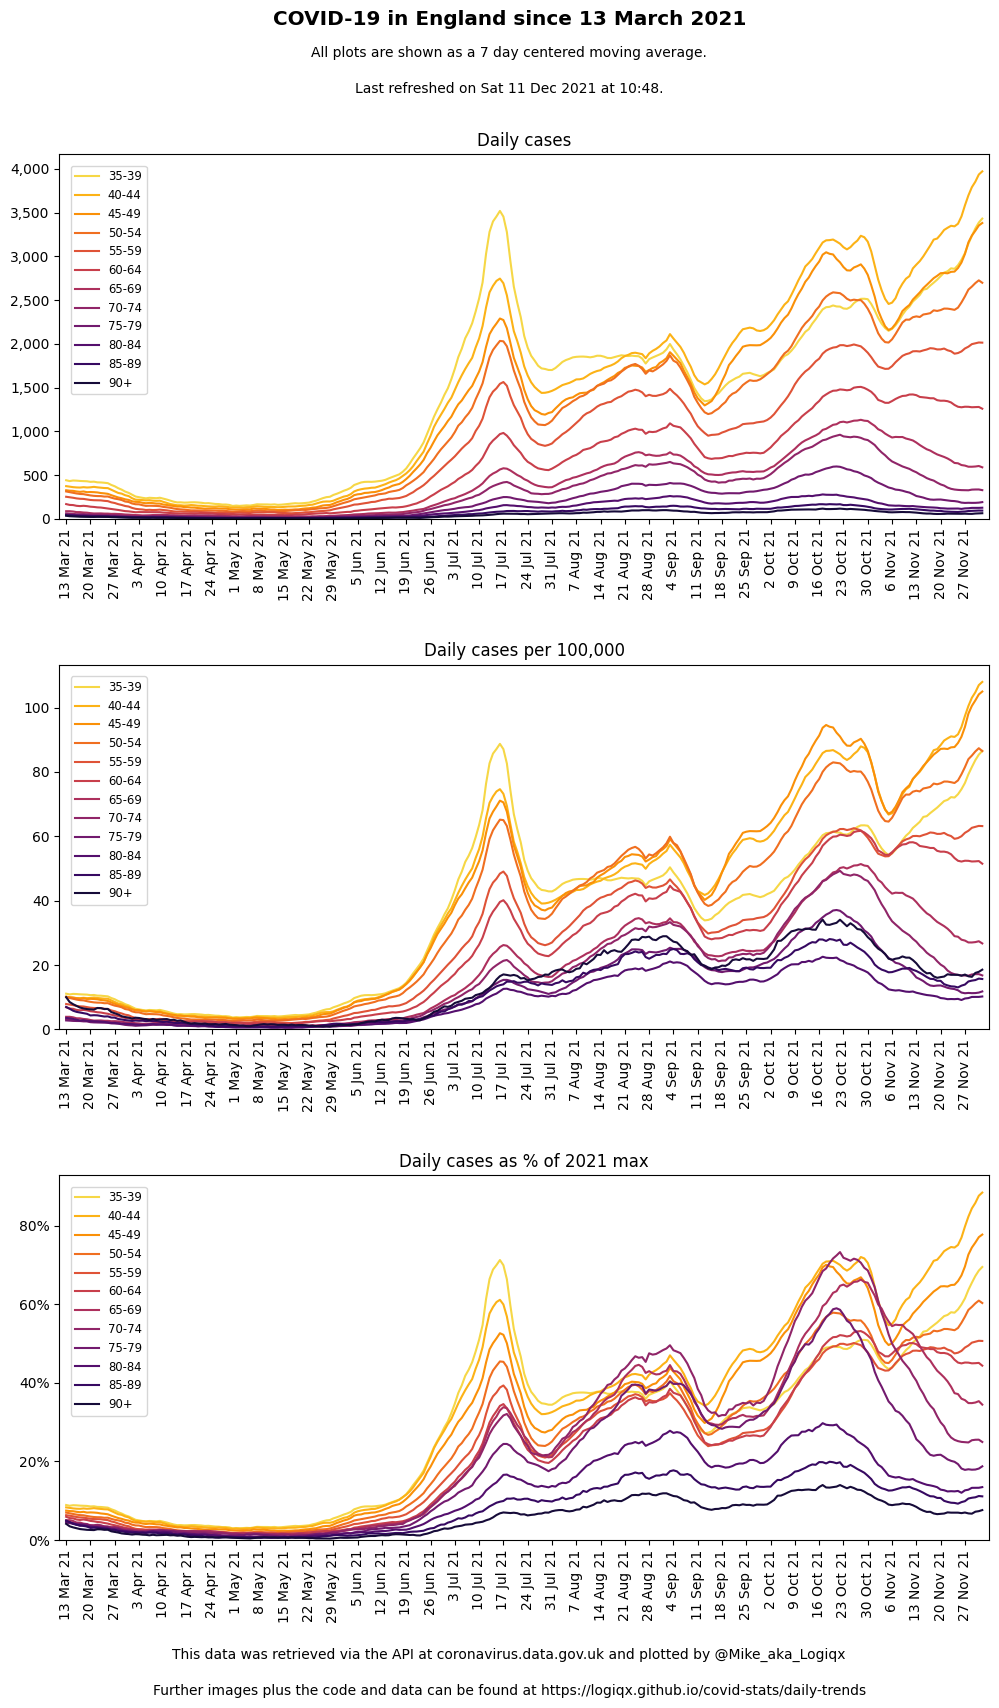 COVID-19 in England since 13 March 2021
All plots are shown as a 7 day centered moving average.
Last refreshed on Sat 11 Dec 2021 at 10:48.
Daily cases
4,000
3,500
3,000
2,500
2,000
1,500
1,000
500
0
35-39
40-44
45-49
50-54
55-59
60-64
65-69
70-74
75-79
80-84
85-89
90+
13 Mar 21
20 Mar 21
27 Mar 21
3 Apr 21
10 Apr 21
17 Apr 21
24 Apr 21
1 May 21
8 May 21
15 May 21
22 May 21
29 May 21
5 Jun 21
12 Jun 21
19 Jun 21
26 Jun 21
3 Jul 21
10 Jul 21
17 Jul 21
24 Jul 21
31 Jul 21
7 Aug 21
14 Aug 21
21 Aug 21
28 Aug 21
4 Sep 21
11 Sep 21
18 Sep 21
25 Sep 21
2 Oct 21
9 Oct 21
16 Oct 21
23 Oct 21
30 Oct 21
6 Nov 21
13 Nov 21
20 Nov 21
27 Nov 21
Daily cases per 100,000
100
80
60
40
20
0
35-39
40-44
45-49
50-54
55-59
60-64
65-69
70-74
75-79
80-84
85-89
90+
13 Mar 21
20 Mar 21
27 Mar 21
3 Apr 21
10 Apr 21
17 Apr 21
24 Apr 21
1 May 21
8 May 21
15 May 21
22 May 21
29 May 21
5 Jun 21
12 Jun 21
19 Jun 21
26 Jun 21
3 Jul 21
10 Jul 21
17 Jul 21
24 Jul 21
31 Jul 21
7 Aug 21
14 Aug 21
21 Aug 21
28 Aug 21
4 Sep 21
11 Sep 21
18 Sep 21
25 Sep 21
2 Oct 21
9 Oct 21
16 Oct 21
23 Oct 21
30 Oct 21
6 Nov 21
13 Nov 21
20 Nov 21
27 Nov 21
Daily cases as % of 2021 max
80%
60%
40%
20%
0%
35-39
40-44
45-49
50-54
55-59
60-64
65-69
70-74
75-79
80-84
85-89
90+
13 Mar 21
20 Mar 21
27 Mar 21
3 Apr 21
10 Apr 21
17 Apr 21
24 Apr 21
1 May 21
8 May 21
15 May 21
22 May 21
29 May 21
5 Jun 21
12 Jun 21
19 Jun 21
26 Jun 21
3 Jul 21
10 Jul 21
17 Jul 21
24 Jul 21
31 Jul 21
7 Aug 21
14 Aug 21
21 Aug 21
28 Aug 21
4 Sep 21
11 Sep 21
18 Sep 21
25 Sep 21
2 Oct 21
9 Oct 21
16 Oct 21
23 Oct 21
30 Oct 21
6 Nov 21
13 Nov 21
20 Nov 21
27 Nov 21
This data was retrieved via the API at coronavirus.data.gov.uk and plotted by @Mike_aka_Logiqx
Further images plus the code and data can be found at https://logiqx.github.io/covid-stats/daily-trends